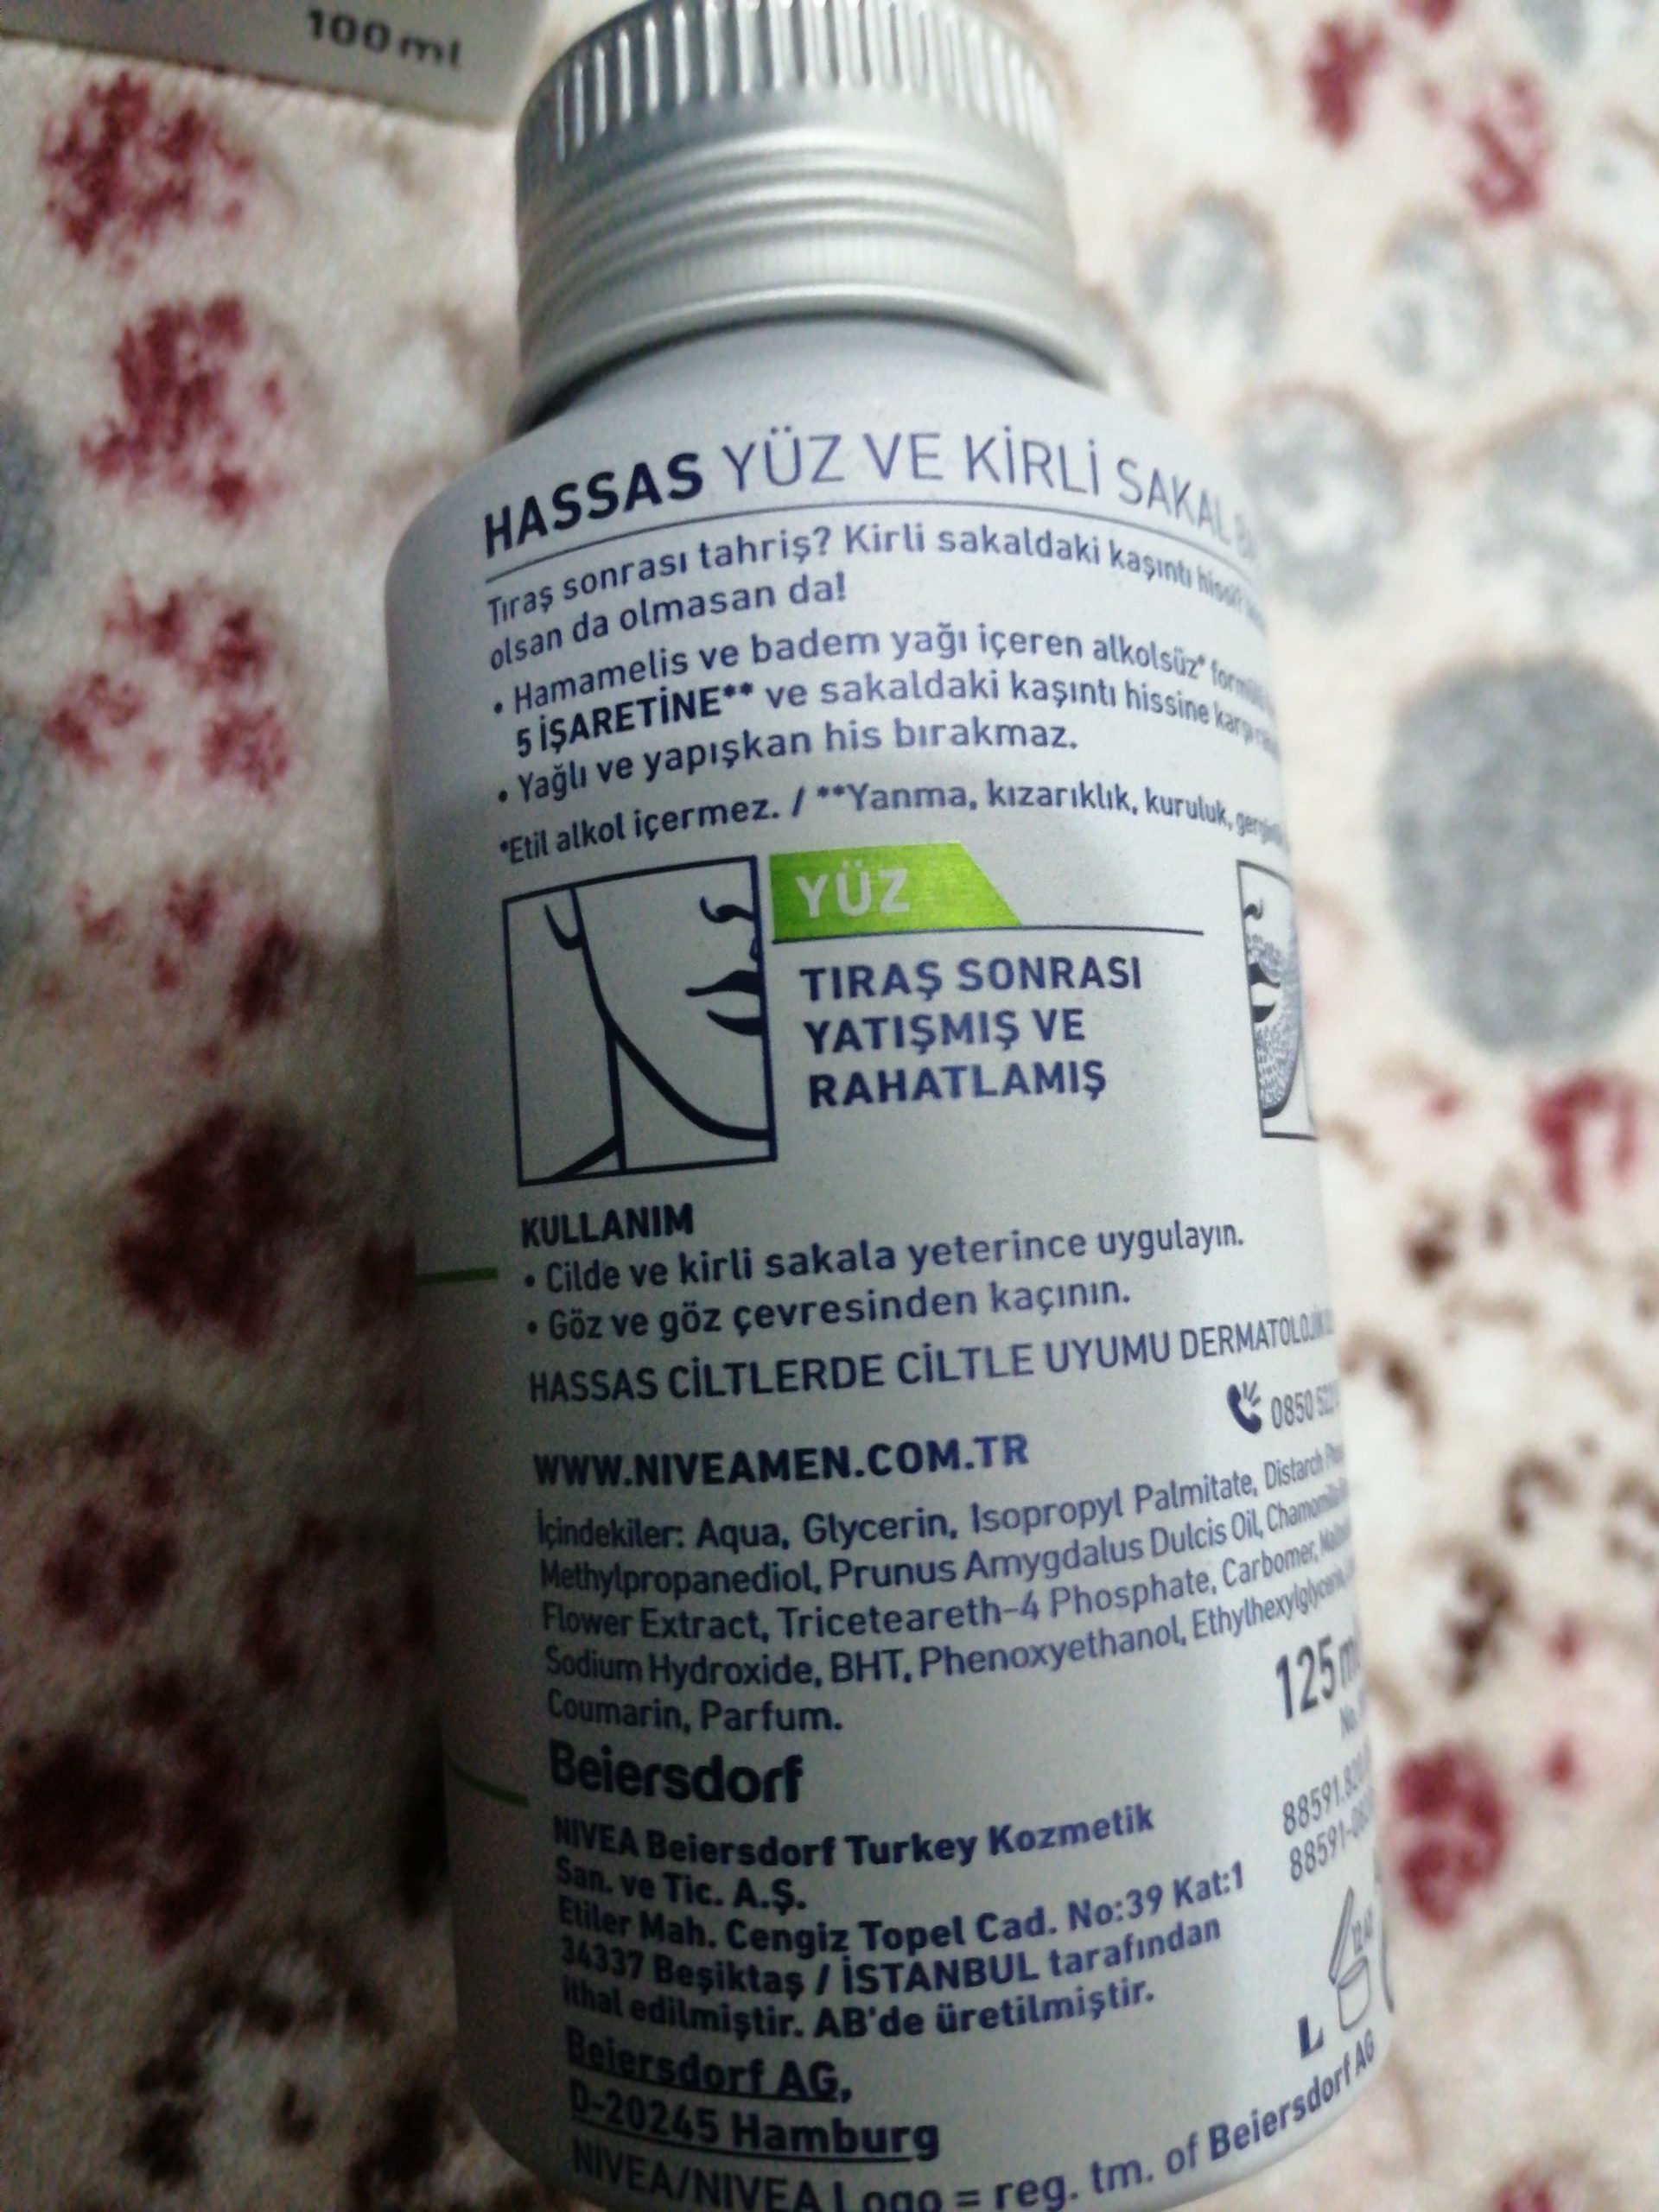 100 ml
HASSAS YÜZ VE KİRLİ SAKAL
Tıraş sonrası tahriş? Kirli sakaldaki kaşıntı hissi?
olsan da olmasan da!
• Hamamelis ve badem yağı içeren alkolsüz*
5 İŞARETİNE** ve sakaldaki kaşıntı hissine karşı
• Yağlı ve yapışkan his bırakmaz.
*Etil alkol içermez. / **Yanma, kızarıklık, kuruluk,
YÜZ
TIRAŞ SONRASI
YATIŞMIŞ VE
RAHATLAMIŞ
KULLANIM
• Cilde ve kirli sakala yeterince uygulayın.
• Göz ve göz çevresinden kaçının.
HASSAS CİLTLERDE CİLTLE UYUMU DERMATOLOJİK
0850
WWW.NIVEAMEN.COM.TR
İçindekiler: Aqua, Glycerin, Isopropyl Palmitate, Distarch
Methylpropanediol, Prunus Amygdalus Dulcis Oil,
Flower Extract, Triceteareth-4 Phosphate, Carbomer,
Sodium Hydroxide, BHT, Phenoxyethanol, Ethylhexylglycerin,
Coumarin, Parfum.
125 ml
Beiersdorf
NIVEA Beiersdorf Turkey Kozmetik
San. ve Tic. A.Ş.
Etiler Mah. Cengiz Topel Cad. No:39 Kat:1
34337 Beşiktaş / İSTANBUL tarafından
ithal edilmiştir. AB'de üretilmiştir.
Beiersdorf AG,
D-20245 Hamburg
L
NIVEA/NIVEA Logo = reg. tm. of Beiersdorf AG